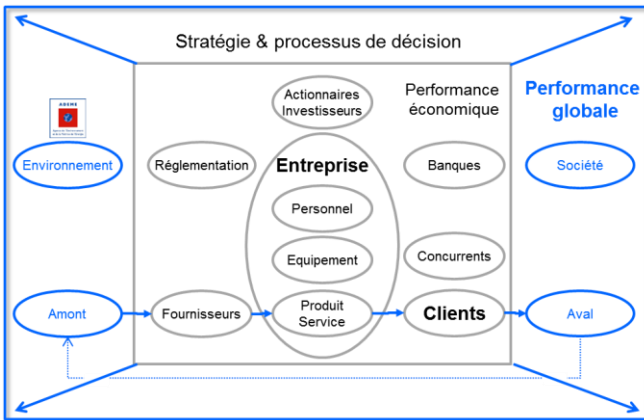 Stratégie & processus de décision
ADEME
Actionnaires
Investisseurs
Performance
économique
Performance
globale
Environnement
Réglementation
Entreprise
Banques
Société
Personnel
Equipement
Concurrents
Amont
Fournisseurs
Produit
Service
Clients
Aval